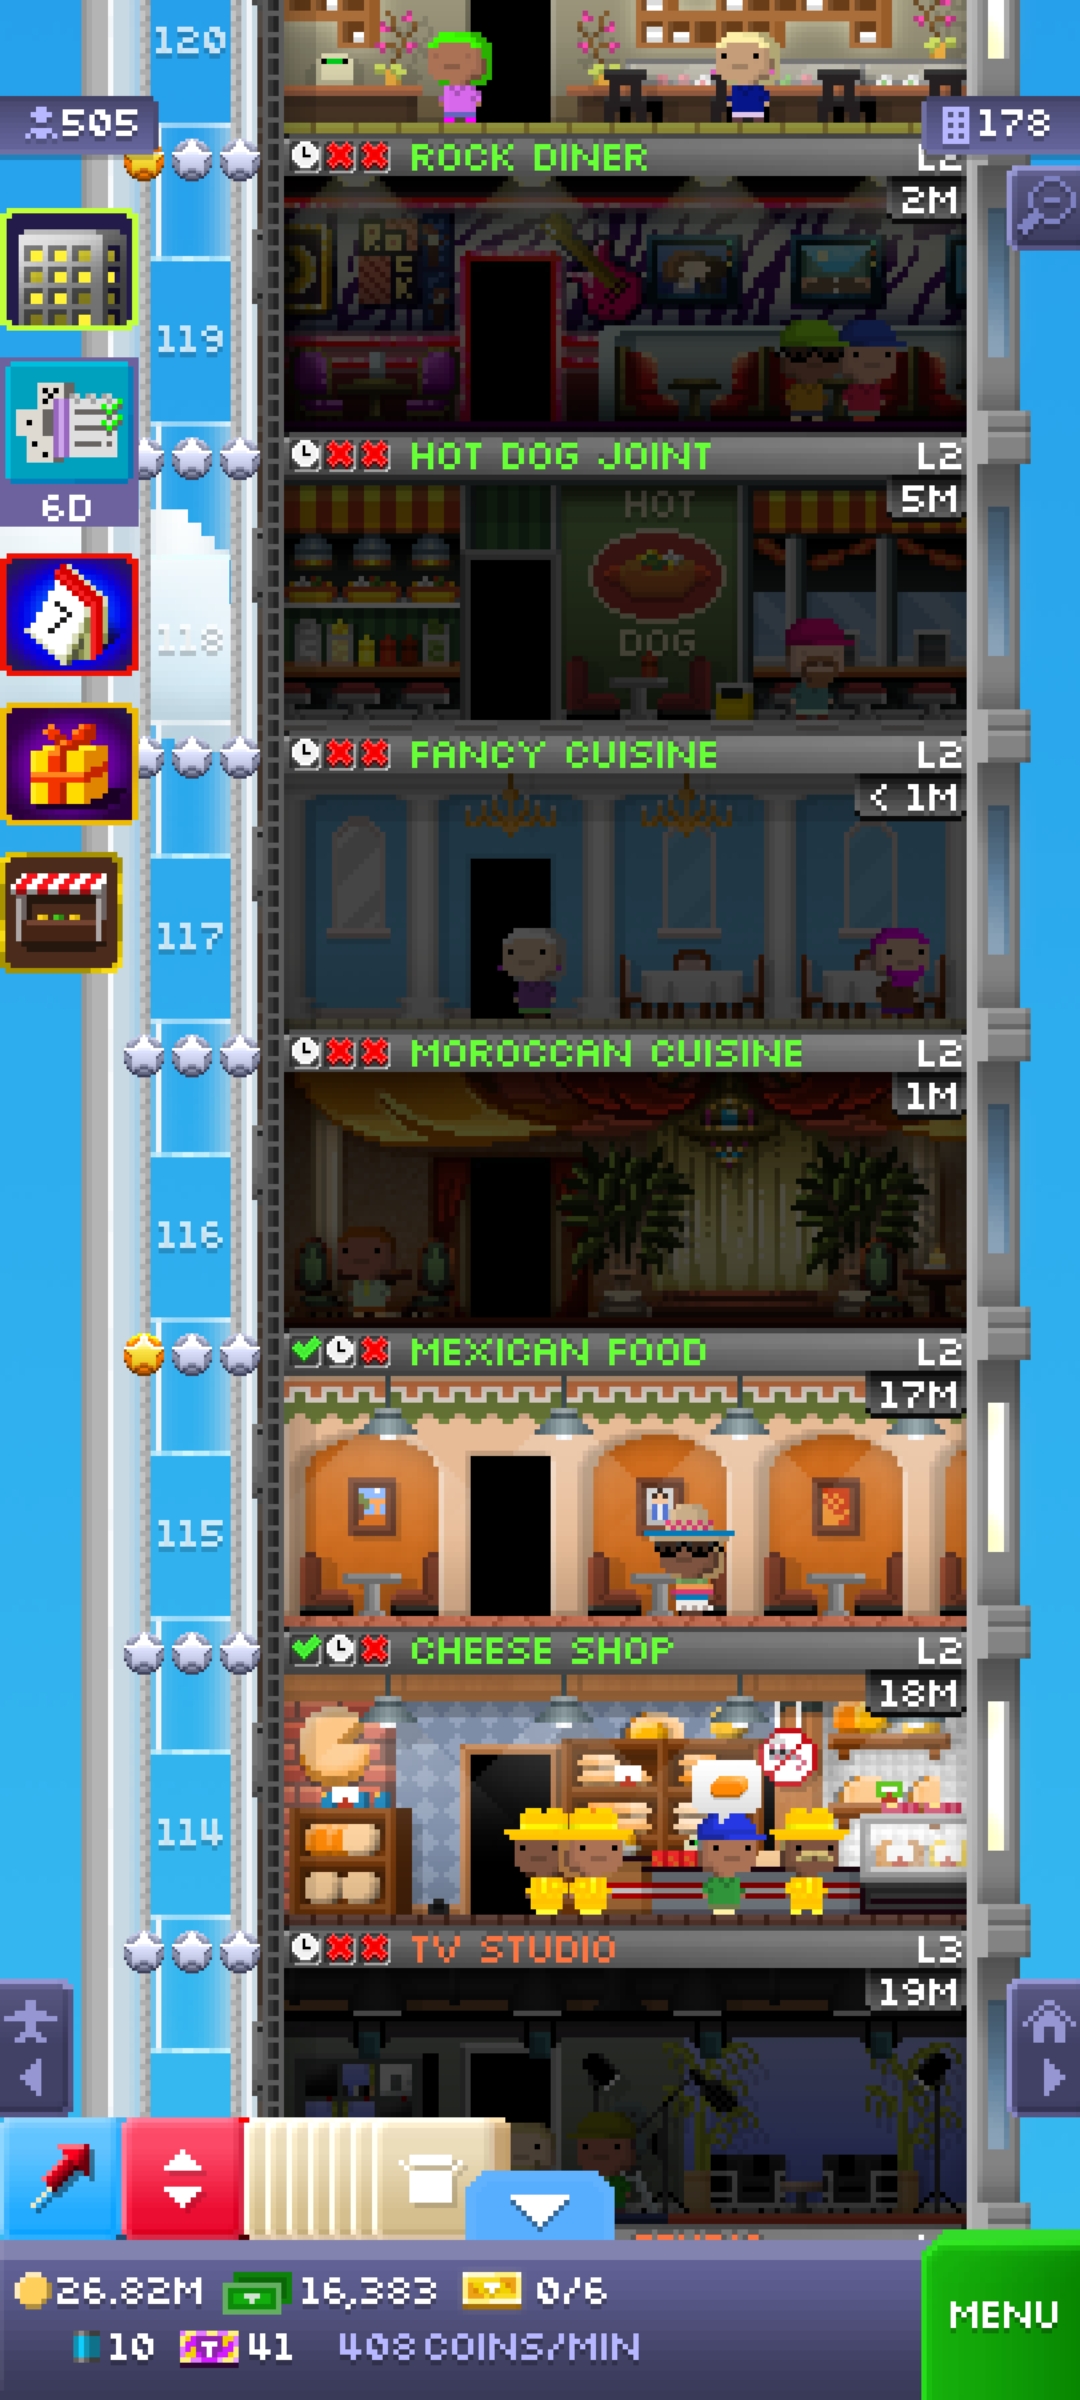 120
505
178
ROCK DINER L2
2M
ROCK
119
HOT DOG JOINT L2
5M
HOT
DOG
6D
7
118
FANCY CUISINE L2
< 1M
117
MOROCCAN CUISINE L2
1M
116
MEXICAN FOOD L2
17M
115
CHEESE SHOP L2
18M
114
TV STUDIO L3
19M
26.82M 16,383 0/6
MENU
10 T 41 408 COINS/MIN